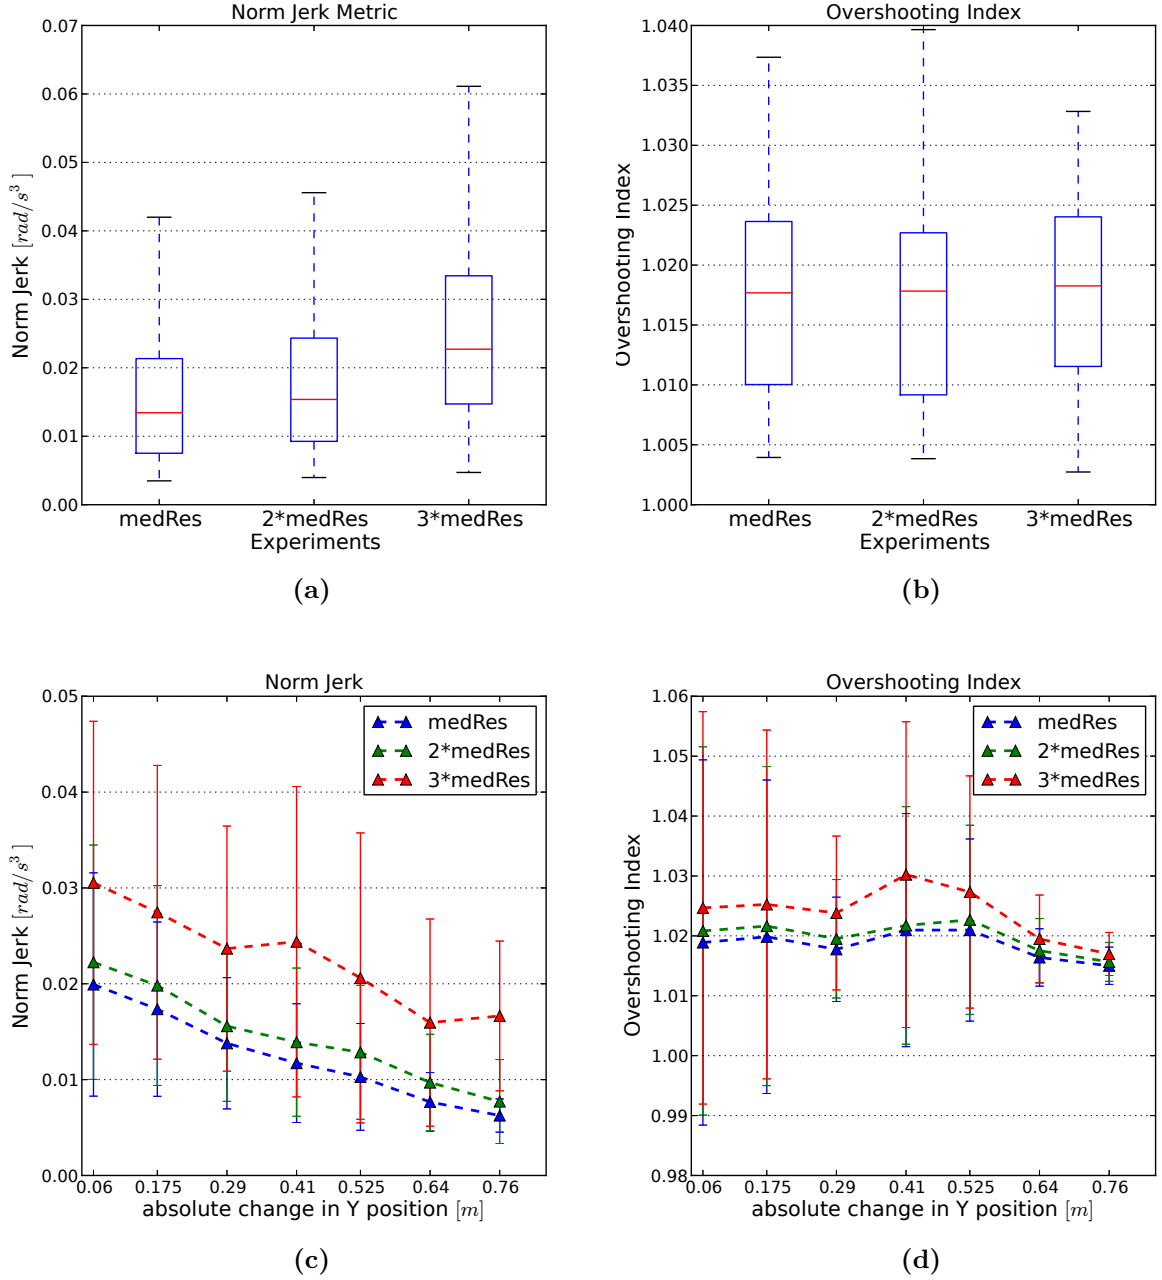 Norm Jerk Metric
0.07
0.06
0.05
0.04
0.03
0.02
0.01
0.00
Norm Jerk [rad/s³]
medRes 2*medRes 3*medRes
Experiments
(a)
Overshooting Index
1.040
1.035
1.030
1.025
1.020
1.015
1.010
1.005
1.000
Overshooting Index
medRes 2*medRes 3*medRes
Experiments
(b)
Norm Jerk
0.05
0.04
0.03
0.02
0.01
0.00
Norm Jerk [rad/s³]
medRes
2*medRes
3*medRes
0.06 0.175 0.29 0.41 0.525 0.64 0.76
absolute change in Y position [m]
(c)
Overshooting Index
1.06
1.05
1.04
1.03
1.02
1.01
1.00
0.99
0.98
Overshooting Index
medRes
2*medRes
3*medRes
0.06 0.175 0.29 0.41 0.525 0.64 0.76
absolute change in Y position [m]
(d)